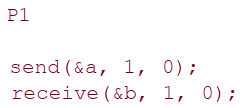 P1
send(&a, 1, 0);
receive(&b, 1, 0);